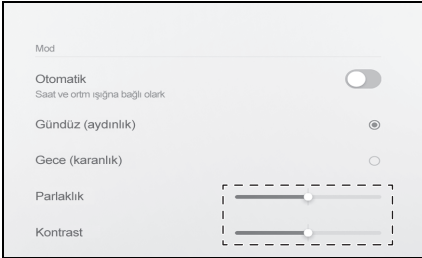 Mod
Otomatik
Saat ve ortm ışığna bağlı olark
Gündüz (aydınlık)
Gece (karanlık)
Parlaklık
Kontrast